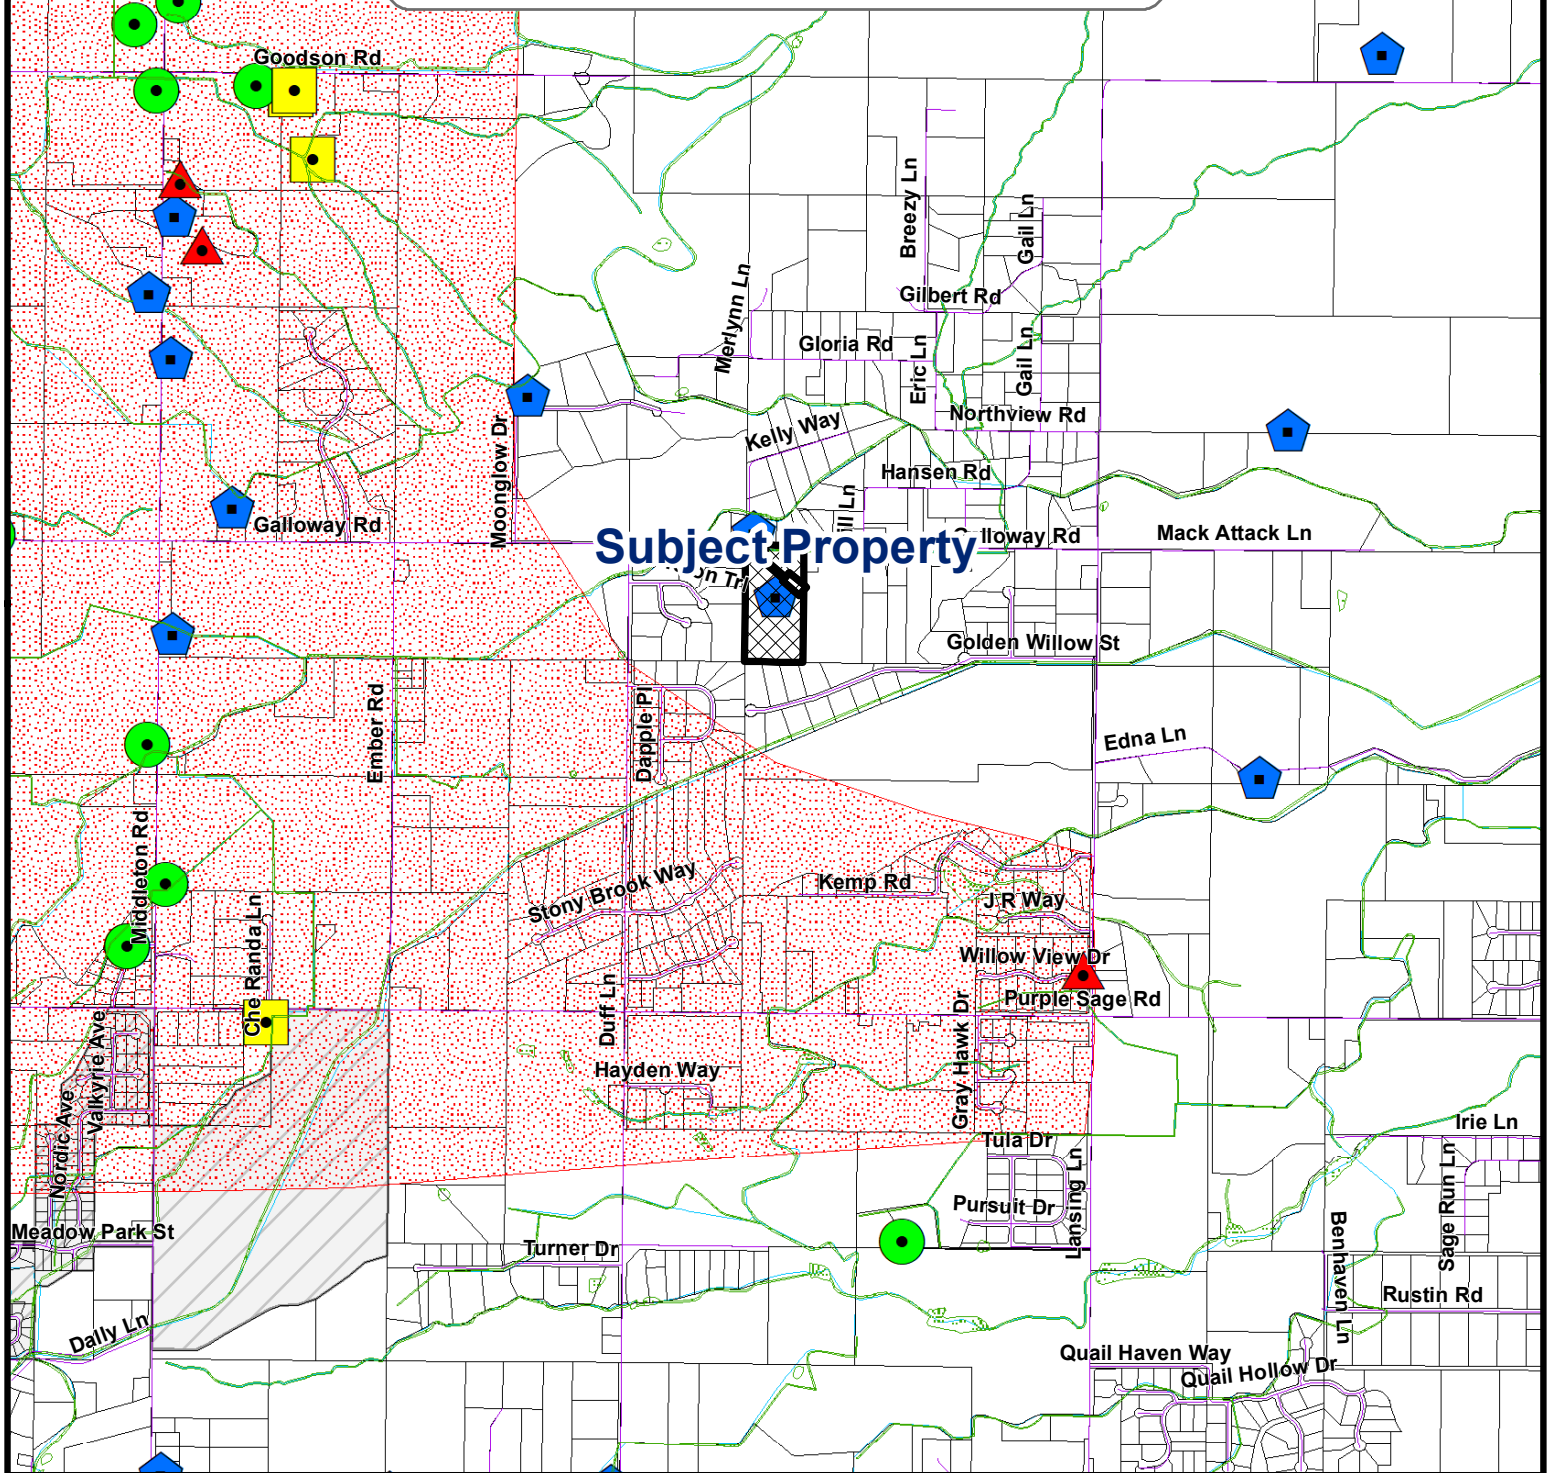 Goodson Rd
Breezy Ln
Gail Ln
Merlynn Ln
Gilbert Rd
Gloria Rd
Eric Ln
Gail Ln
Northview Rd
Kelly Way
Moonglow Dr
Hansen Rd
Galloway Rd
Subject Property
lloway Rd
Mack Attack Ln
Golden Willow St
Ember Rd
Dapple Pl
Edna Ln
Middleton Rd
Stony Brook Way
Kemp Rd
J R Way
Che Randa Ln
Willow View Dr
Purple Sage Rd
Duff Ln
Valkyrie Ave
Gray Hawk Dr
Hayden Way
Nordic Ave
Irie Ln
Tula Dr
Lansing Ln
Sage Run Ln
Pursuit Dr
Meadow Park St
Turner Dr
Benhaven Ln
Rustin Rd
Dally Ln
Quail Haven Way
Quail Hollow Dr